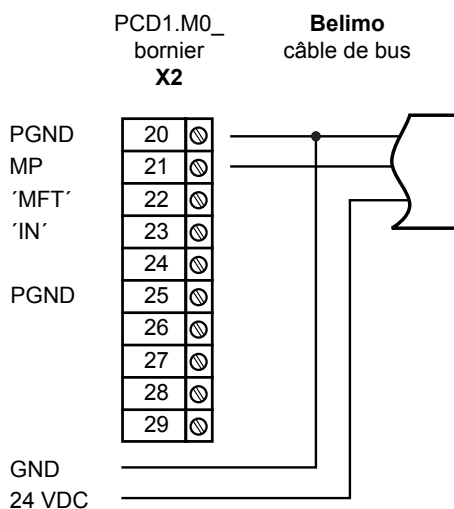 PCD1.M0_
bornier
X2
Belimo
câble de bus
PGND 20
MP 21
´MFT´ 22
´IN´ 23
24
PGND 25
26
27
28
29
GND
24 VDC